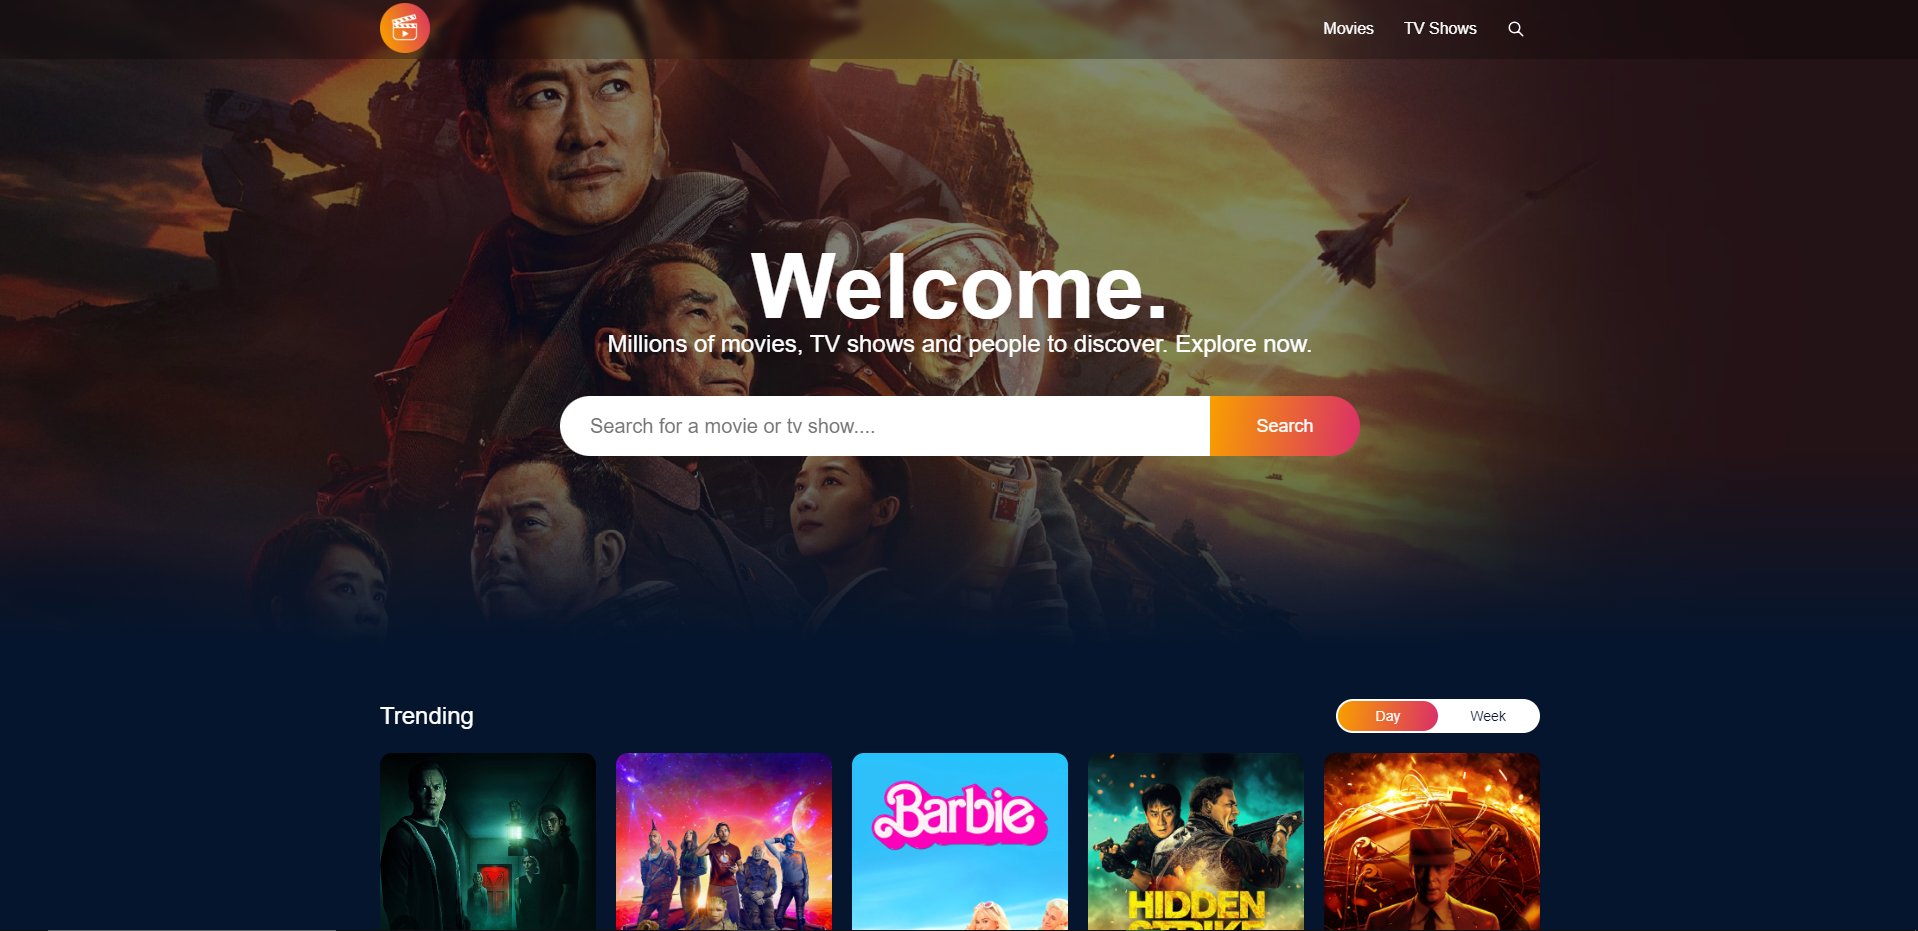 Movies TV Shows
Welcome.
Millions of movies, TV shows and people to discover. Explore now.
Search for a movie or tv show....
Search
Trending
Day Week
Barbie
HIDDEN
STRIKE